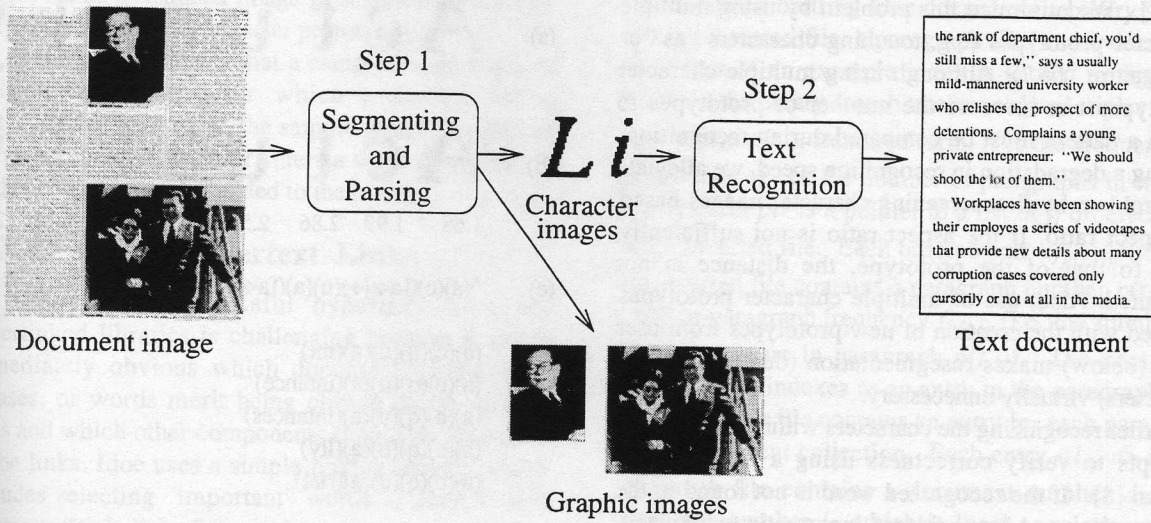 Step 1
Segmenting
and
Parsing
Li
Character
images
Step 2
Text
Recognition
the rank of department chief, you'd
still miss a few,'' says a usually
mild-mannered university worker
who relishes the prospect of more
detentions. Complains a young
private entrepreneur: ''We should
shoot the lot of them.''
Workplaces have been showing
their employes a series of videotapes
that provide new details about many
corruption cases covered only
cursorily or not at all in the media.
Document image
Text document
Graphic images